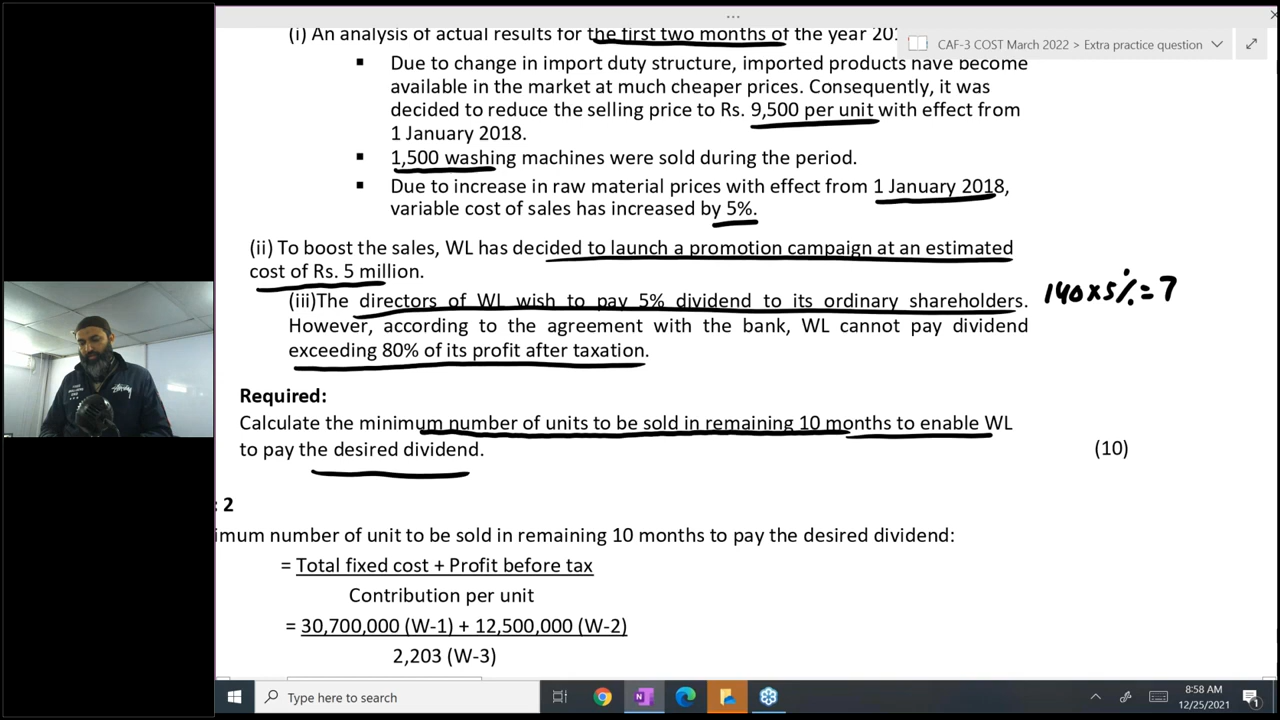 (i) An analysis of actual results for the first two months of the year 201
CAF-3 COST March 2022 > Extra practice question
▪ Due to change in import duty structure, imported products have become
available in the market at much cheaper prices. Consequently, it was
decided to reduce the selling price to Rs. 9,500 per unit with effect from
1 January 2018.
▪ 1,500 washing machines were sold during the period.
▪ Due to increase in raw material prices with effect from 1 January 2018,
variable cost of sales has increased by 5%.
(ii) To boost the sales, WL has decided to launch a promotion campaign at an estimated
cost of Rs. 5 million.
(iii)The directors of WL wish to pay 5% dividend to its ordinary shareholders.
140×5%=7
However, according to the agreement with the bank, WL cannot pay dividend
exceeding 80% of its profit after taxation.
Required:
Calculate the minimum number of units to be sold in remaining 10 months to enable WL
to pay the desired dividend. (10)
: 2
imum number of unit to be sold in remaining 10 months to pay the desired dividend:
= Total fixed cost + Profit before tax
Contribution per unit
= 30,700,000 (W-1) + 12,500,000 (W-2)
2,203 (W-3)
Type here to search
8:58 AM
12/25/2021